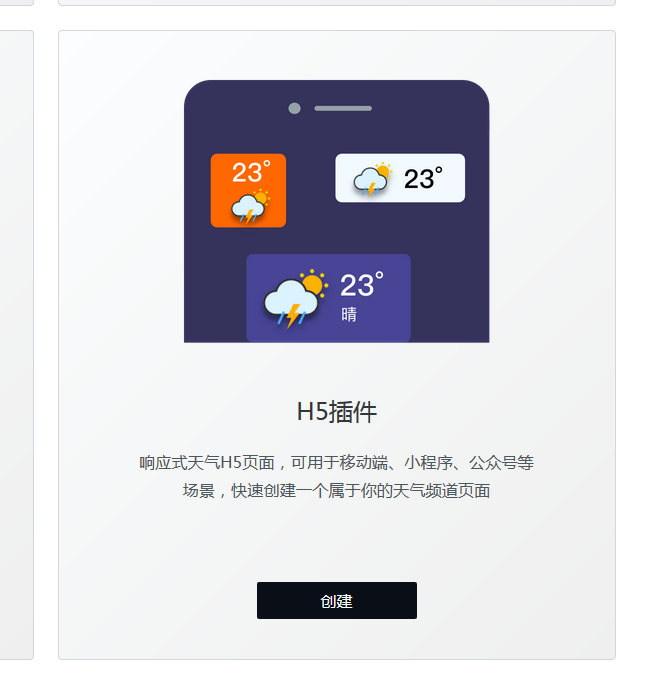 23°
23°
23°
晴
H5插件
响应式天气H5页面，可用于移动端、小程序、公众号等
场景，快速创建一个属于你的天气频道页面
创建